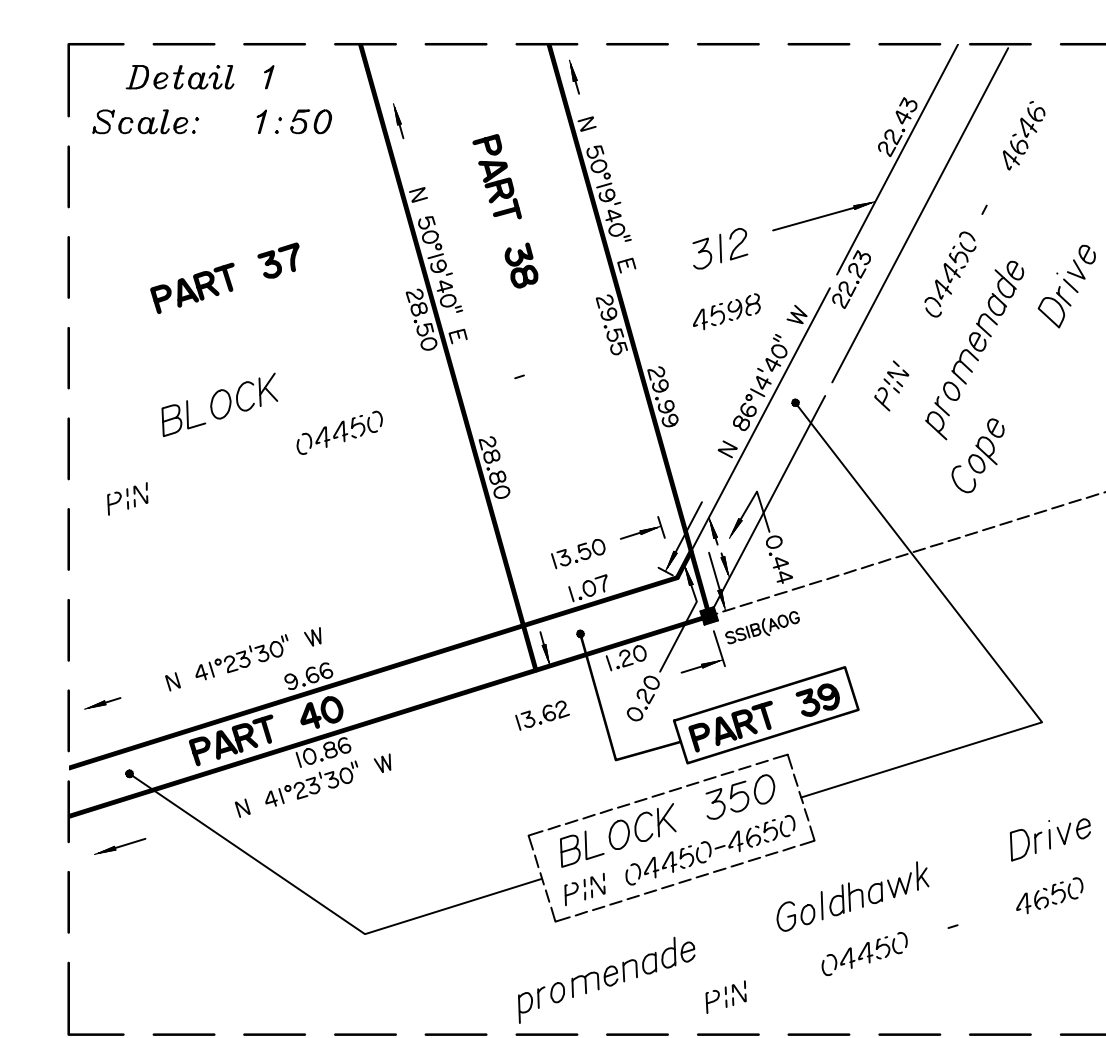 Detail 1
Scale: 1:50
PART 37
PART 38
N 50°19'40" E
28.50
28.80
N 50°19'40" E
29.55
29.99
312
4598
22.43
22.23
N 86°14'40" W
PIN 04450 - 4646
promenade
Cope Drive
BLOCK
PIN 04450
-
13.50
1.07
0.44
SSIB(AOG
N 41°23'30" W
9.66
PART 40
10.86
N 41°23'30" W
1.20
0.20
13.62
PART 39
BLOCK 350
PIN 04450-4650
promenade Goldhawk Drive
PIN 04450 - 4650